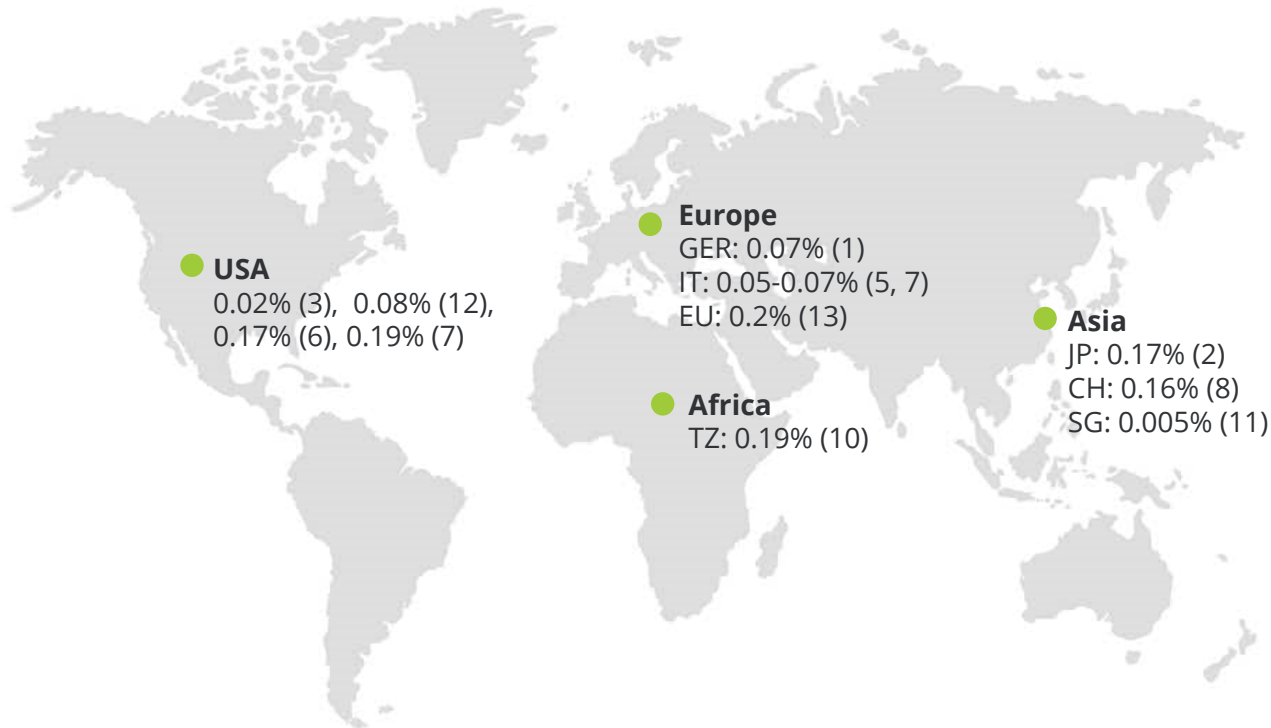 USA
0.02% (3), 0.08% (12),
0.17% (6), 0.19% (7)
Europe
GER: 0.07% (1)
IT: 0.05-0.07% (5, 7)
EU: 0.2% (13)
Africa
TZ: 0.19% (10)
Asia
JP: 0.17% (2)
CH: 0.16% (8)
SG: 0.005% (11)